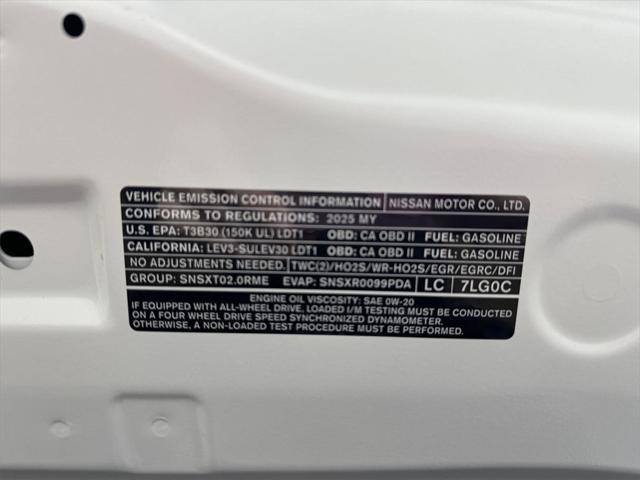 VEHICLE EMISSION CONTROL INFORMATION NISSAN MOTOR CO., LTD.
CONFORMS TO REGULATIONS: 2025 MY
U.S. EPA: T3B30 (150K UL) LDT1 OBD: CA OBD II FUEL: GASOLINE
CALIFORNIA: LEV3-SULEV30 LDT1 OBD: CA OBD II FUEL: GASOLINE
NO ADJUSTMENTS NEEDED. TWC(2)/HO2S/WR-HO2S/EGR/EGRC/DFI
GROUP: SNSXT02.0RME EVAP: SNSXR0099PDA LC 7LG0C
ENGINE OIL VISCOSITY: SAE 0W-20
IF EQUIPPED WITH ALL-WHEEL DRIVE, LOADED I/M TESTING MUST BE CONDUCTED
ON A FOUR WHEEL DRIVE SPEED SYNCHRONIZED DYNAMOMETER.
OTHERWISE, A NON-LOADED TEST PROCEDURE MUST BE PERFORMED.